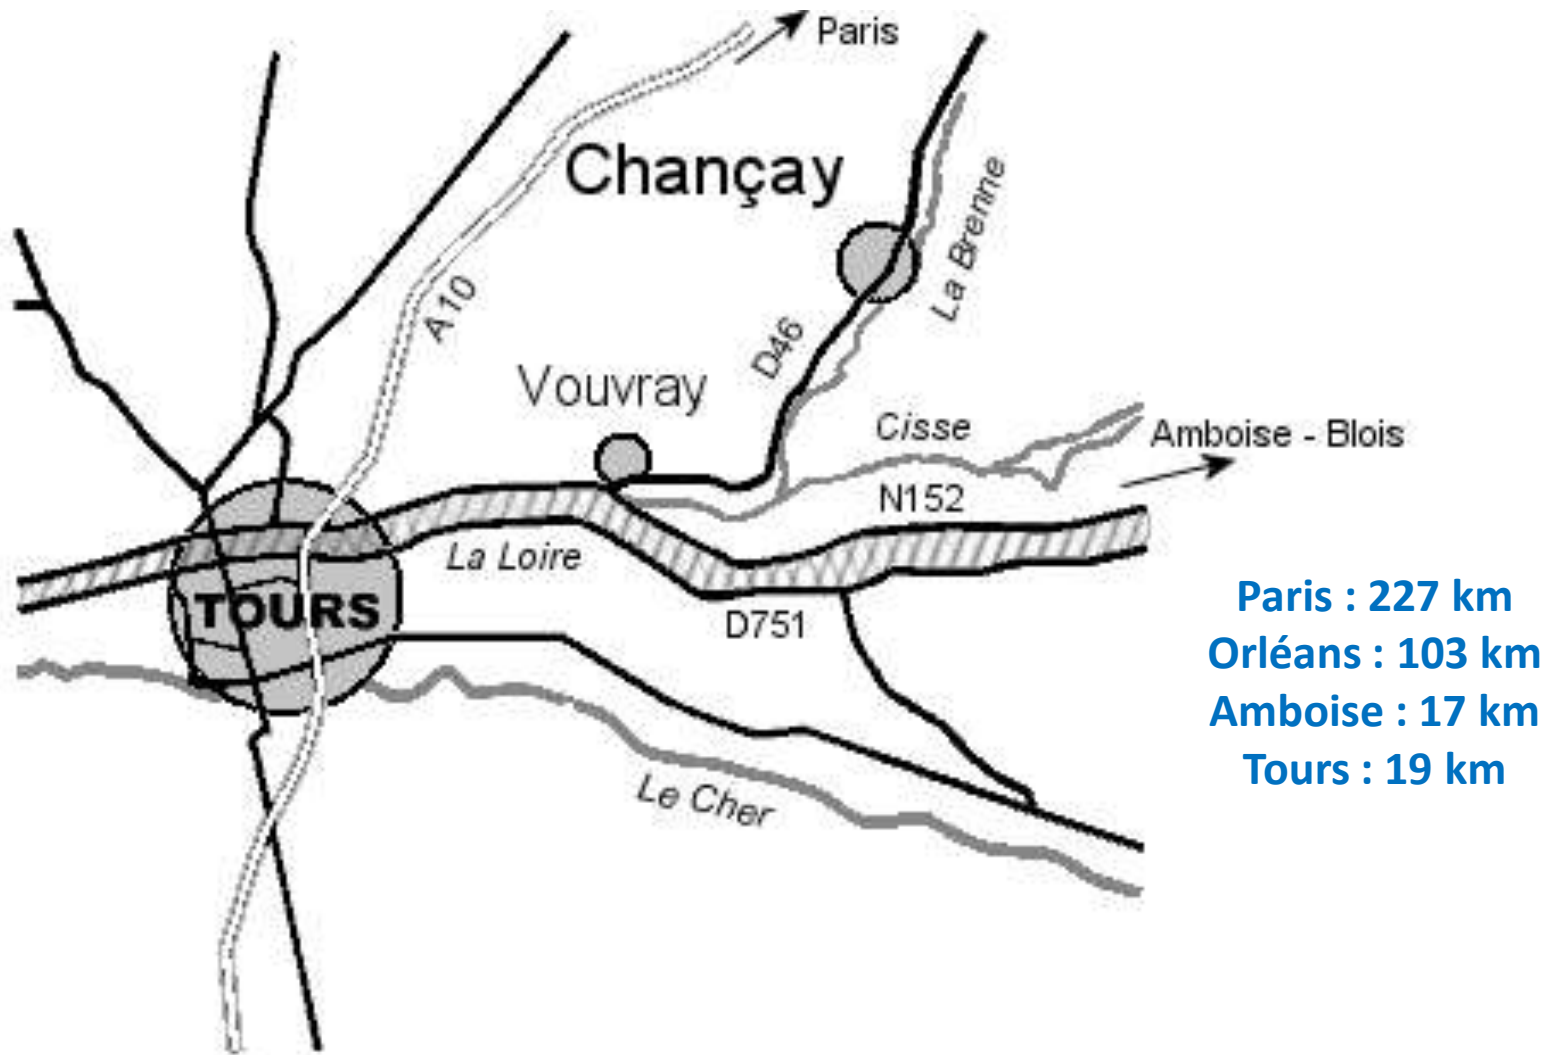 Paris
Chançay
La Brenne
A10
D46
Vouvray
Cisse
Amboise - Blois
N152
La Loire
TOURS
D751
Le Cher
Paris : 227 km
Orléans : 103 km
Amboise : 17 km
Tours : 19 km